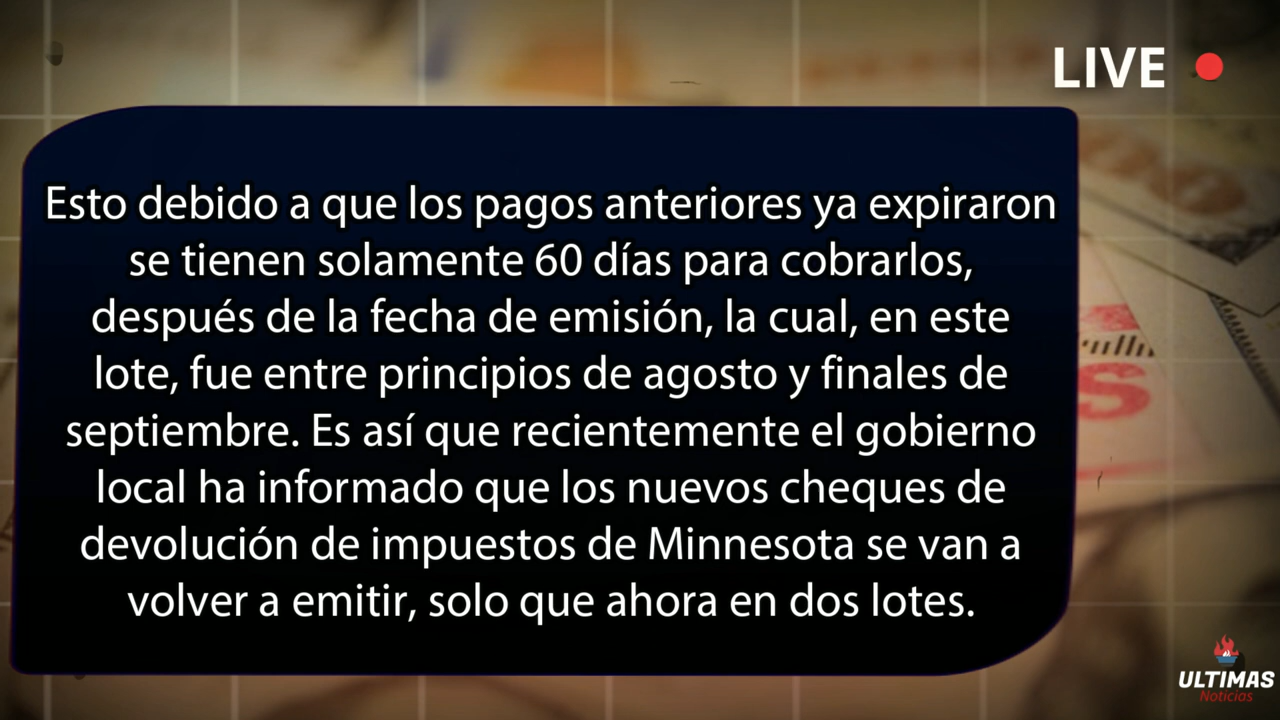 LIVE
Esto debido a que los pagos anteriores ya expiraron
se tienen solamente 60 días para cobrarlos,
después de la fecha de emisión, la cual, en este
lote, fue entre principios de agosto y finales de
septiembre. Es así que recientemente el gobierno
local ha informado que los nuevos cheques de
devolución de impuestos de Minnesota se van a
volver a emitir, solo que ahora en dos lotes.
ULTIMAS
Noticias